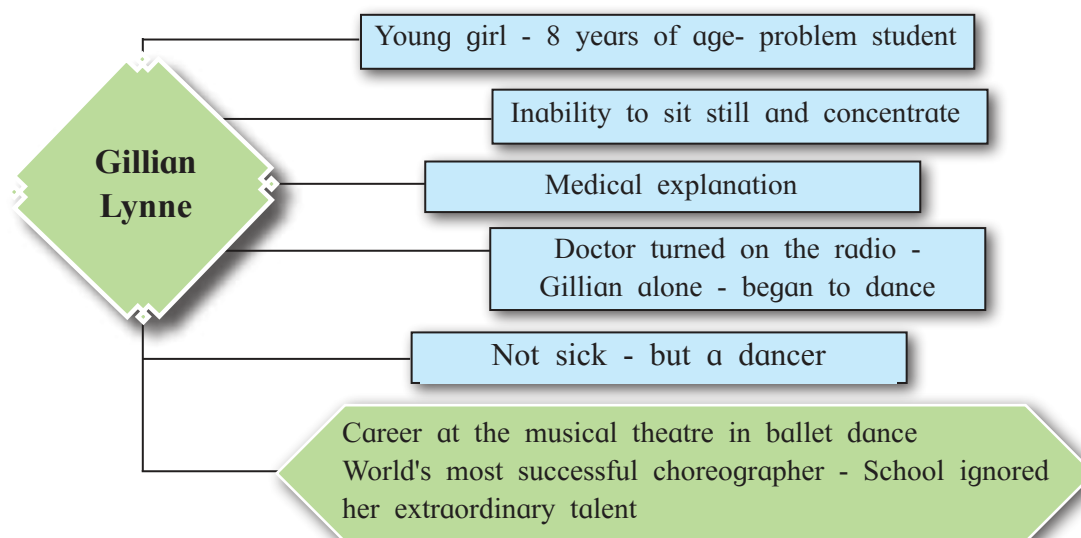 Young girl - 8 years of age- problem student
Inability to sit still and concentrate
Gillian
Lynne
Medical explanation
Doctor turned on the radio -
Gillian alone - began to dance
Not sick - but a dancer
Career at the musical theatre in ballet dance
World's most successful choreographer - School ignored
her extraordinary talent